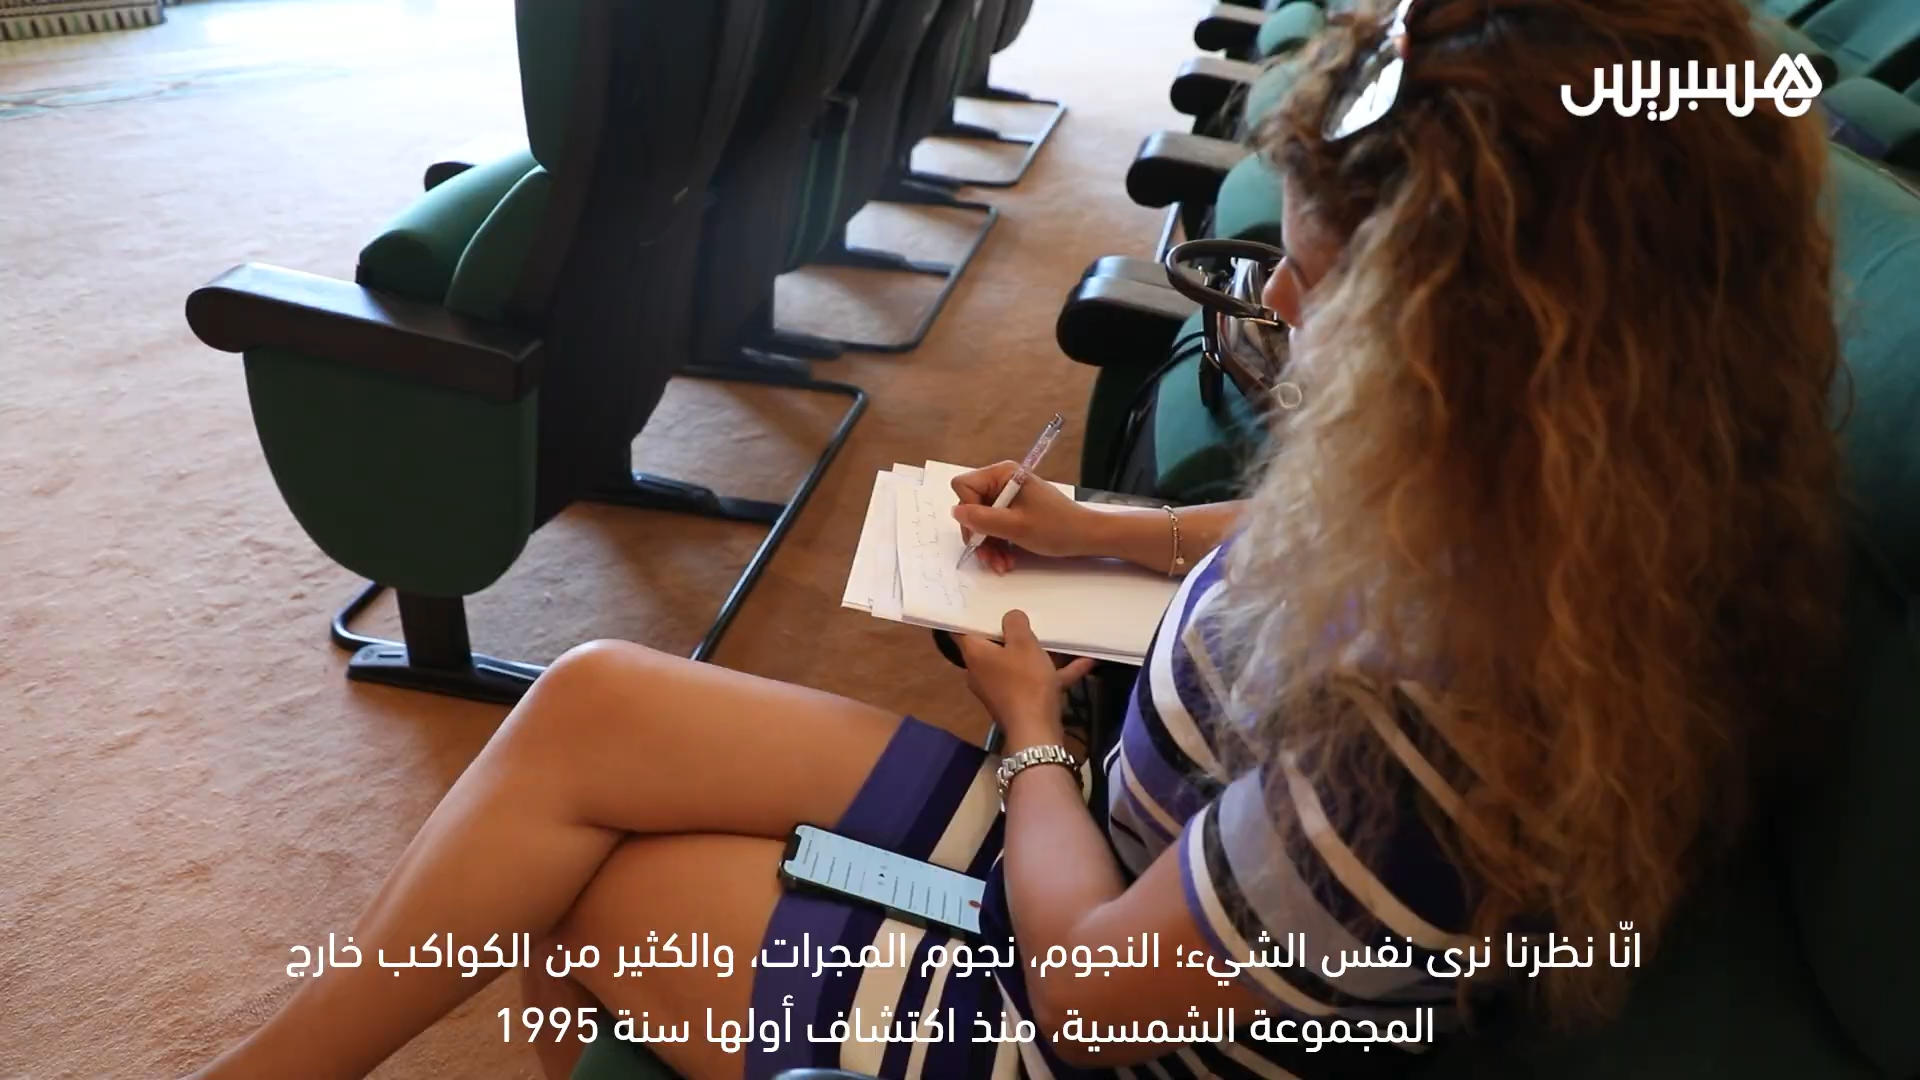 هسبريس
انّا نظرنا نرى نفس الشيء؛ النجوم، نجوم المجرات، والكثير من الكواكب خارج
المجموعة الشمسية، منذ اكتشاف أولها سنة 1995